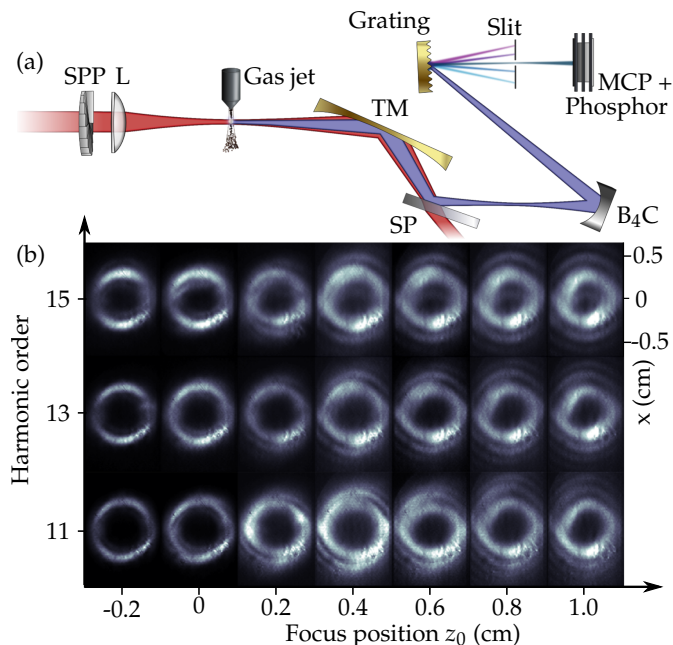 (a)
SPP L
Gas jet
TM
SP
Grating
Slit
MCP +
Phosphor
B₄C
(b)
Harmonic order
15
13
11
0.5
0
-0.5
x (cm)
-0.2 0 0.2 0.4 0.6 0.8 1.0
Focus position z₀ (cm)